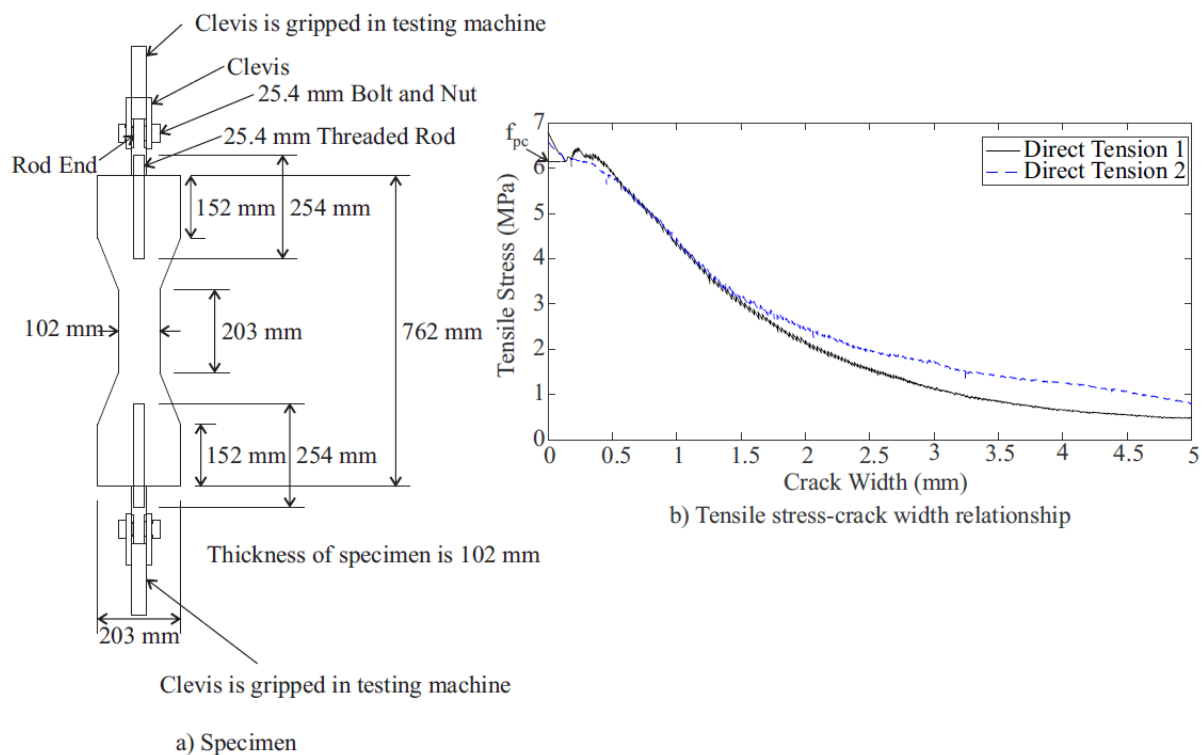 Clevis is gripped in testing machine
Clevis
25.4 mm Bolt and Nut
25.4 mm Threaded Rod
Rod End
152 mm
254 mm
102 mm
203 mm
762 mm
152 mm
254 mm
Thickness of specimen is 102 mm
203 mm
Clevis is gripped in testing machine
a) Specimen
f_pc
7
6
5
4
3
2
1
0
Tensile Stress (MPa)
Direct Tension 1
Direct Tension 2
0 0.5 1 1.5 2 2.5 3 3.5 4 4.5 5
Crack Width (mm)
b) Tensile stress-crack width relationship